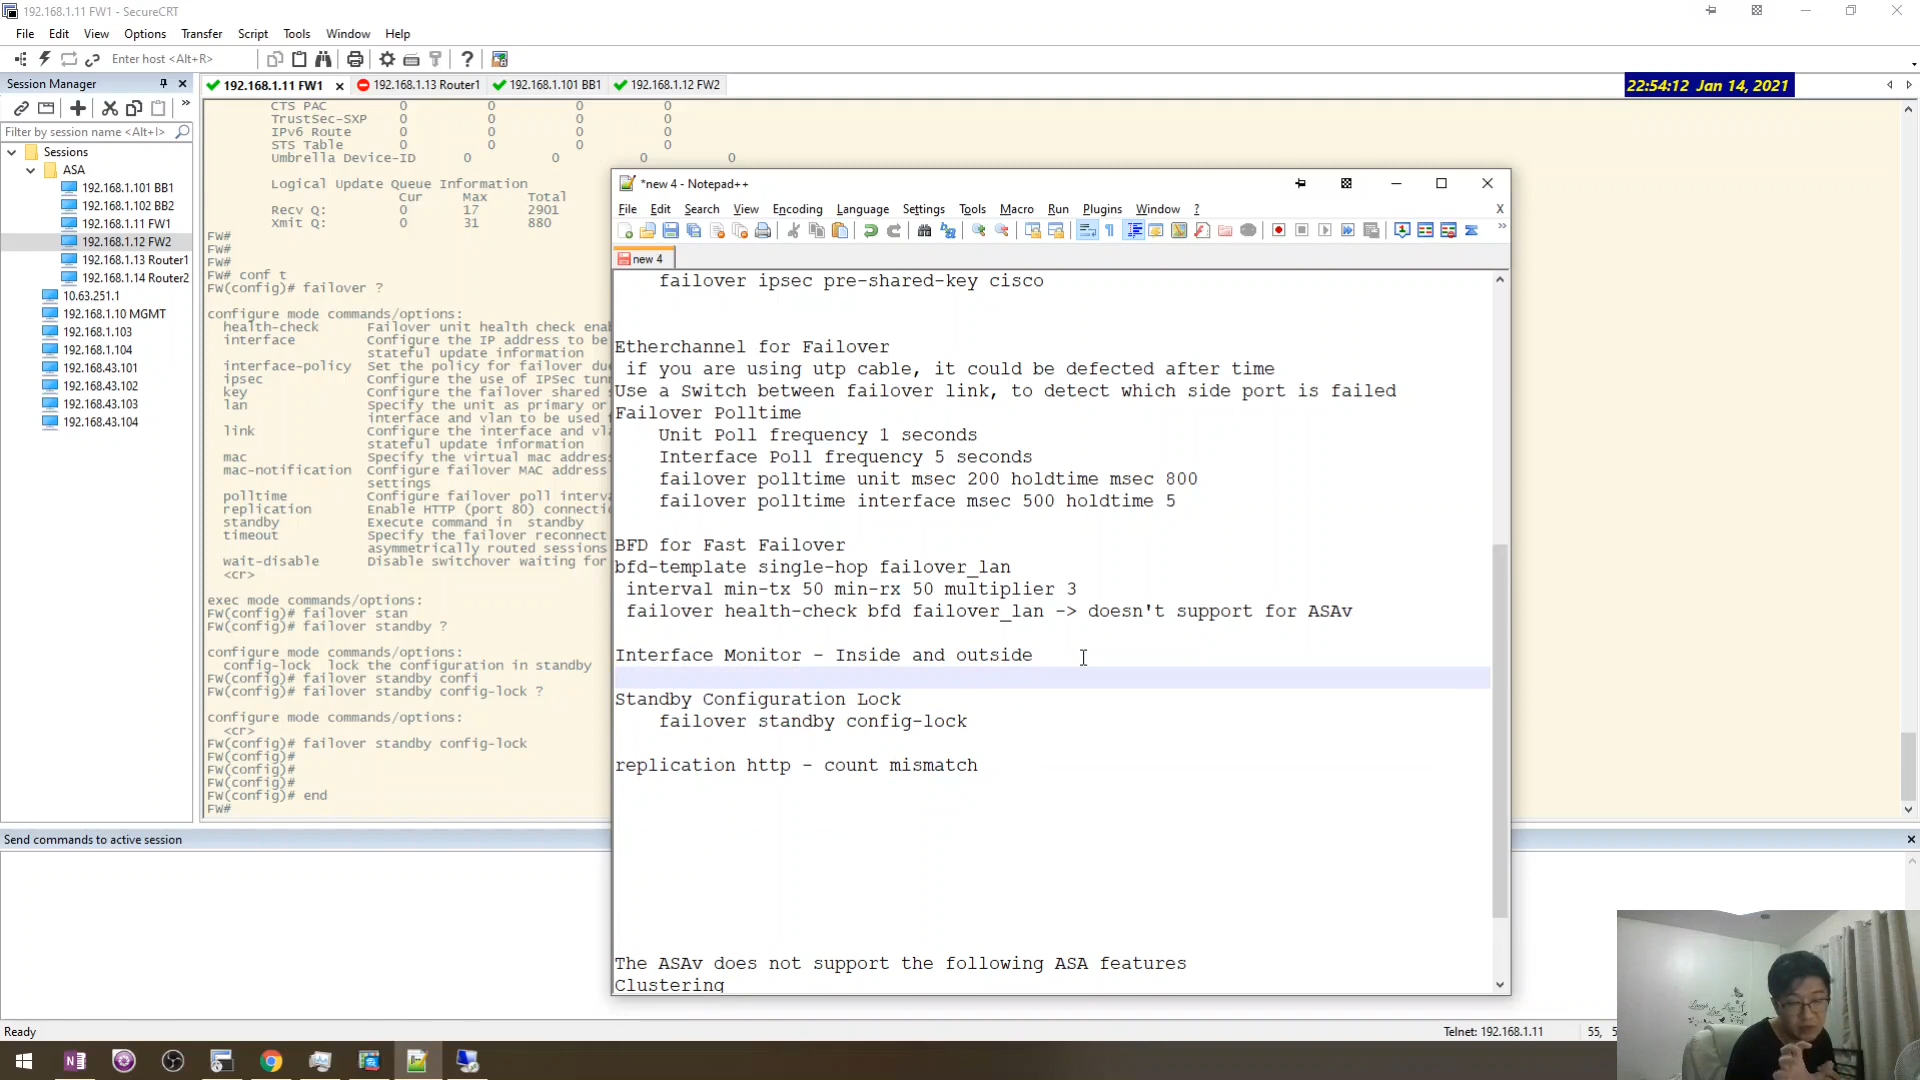 192.168.1.11 FW1 - SecureCRT
File Edit View Options Transfer Script Tools Window Help
Enter host <Alt+R>
Session Manager
192.168.1.11 FW1
192.168.1.13 Router1
192.168.1.101 BB1
192.168.1.12 FW2
22:54:12 Jan 14, 2021
Filter by session name <Alt+I>
Sessions
ASA
192.168.1.101 BB1
192.168.1.102 BB2
192.168.1.11 FW1
192.168.1.12 FW2
192.168.1.13 Router1
192.168.1.14 Router2
10.63.251.1
192.168.1.10 MGMT
192.168.1.103
192.168.1.104
192.168.43.101
192.168.43.102
192.168.43.103
192.168.43.104
CTS PAC 0 0 0 0
TrustSec-SXP 0 0 0 0
IPv6 Route 0 0 0 0
STS Table 0 0 0 0
Umbrella Device-ID 0 0 0 0
Logical Update Queue Information
Cur Max Total
Recv Q: 0 17 2901
Xmit Q: 0 31 880
FW#
FW#
FW#
FW# conf t
FW(config)# failover ?
configure mode commands/options:
health-check Failover unit health check ena
interface Configure the IP address to be
stateful update information
interface-policy Set the policy for failover du
ipsec Configure the use of IPSec tun
key Configure the failover shared s
lan Specify the unit as primary or
interface and vlan to be used f
link Configure the interface and vl
stateful update information
mac Specify the virtual mac addres
mac-notification Configure failover MAC address
settings
polltime Configure failover poll interv
replication Enable HTTP (port 80) connecti
standby Execute command in standby
timeout Specify the failover reconnect
asymmetrically routed sessions
wait-disable Disable switchover waiting for
<cr>
exec mode commands/options:
FW(config)# failover stan
FW(config)# failover standby ?
configure mode commands/options:
config-lock lock the configuration in standby
FW(config)# failover standby confi
FW(config)# failover standby config-lock ?
configure mode commands/options:
<cr>
FW(config)# failover standby config-lock
FW(config)#
FW(config)#
FW(config)#
FW(config)# end
FW#
*new 4 - Notepad++
File Edit Search View Encoding Language Settings Tools Macro Run Plugins Window ? X
new 4
failover ipsec pre-shared-key cisco
Etherchannel for Failover
if you are using utp cable, it could be defected after time
Use a Switch between failover link, to detect which side port is failed
Failover Polltime
Unit Poll frequency 1 seconds
Interface Poll frequency 5 seconds
failover polltime unit msec 200 holdtime msec 800
failover polltime interface msec 500 holdtime 5
BFD for Fast Failover
bfd-template single-hop failover_lan
interval min-tx 50 min-rx 50 multiplier 3
failover health-check bfd failover_lan -> doesn't support for ASAv
Interface Monitor - Inside and outside
Standby Configuration Lock
failover standby config-lock
replication http - count mismatch
The ASAv does not support the following ASA features
Clustering
Send commands to active session
Ready
Telnet: 192.168.1.11 55,